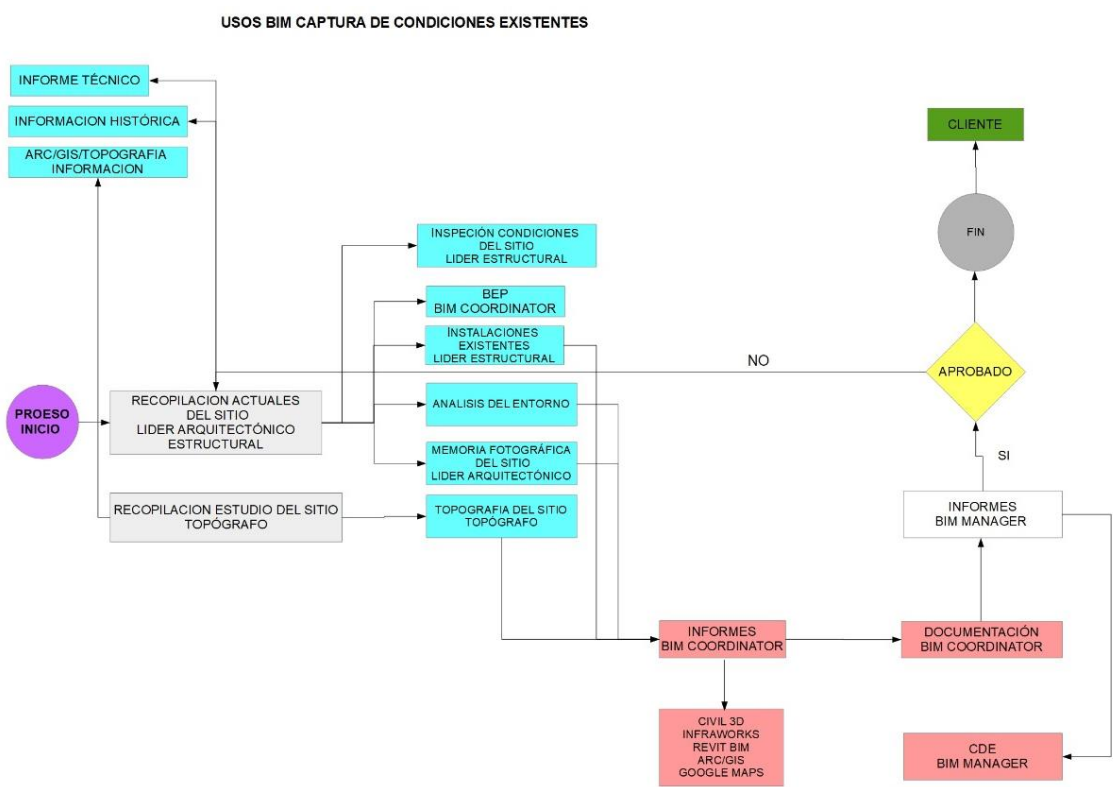 USOS BIM CAPTURA DE CONDICIONES EXISTENTES
INFORME TÉCNICO
INFORMACION HISTÓRICA
ARC/GIS/TOPOGRAFIA
INFORMACION
CLIENTE
FIN
INSPECIÓN CONDICIONES
DEL SITIO
LIDER ESTRUCTURAL
BEP
BIM COORDINATOR
INSTALACIONES
EXISTENTES
LIDER ESTRUCTURAL
NO
APROBADO
PROESO
INICIO
RECOPILACION ACTUALES
DEL SITIO
LIDER ARQUITECTÓNICO
ESTRUCTURAL
ANALISIS DEL ENTORNO
MEMORIA FOTOGRÁFICA
DEL SITIO
LIDER ARQUITECTÓNICO
SI
RECOPILACION ESTUDIO DEL SITIO
TOPÓGRAFO
TOPOGRAFIA DEL SITIO
TOPÓGRAFO
INFORMES
BIM MANAGER
INFORMES
BIM COORDINATOR
DOCUMENTACIÓN
BIM COORDINATOR
CIVIL 3D
INFRAWORKS
REVIT BIM
ARC/GIS
GOOGLE MAPS
CDE
BIM MANAGER